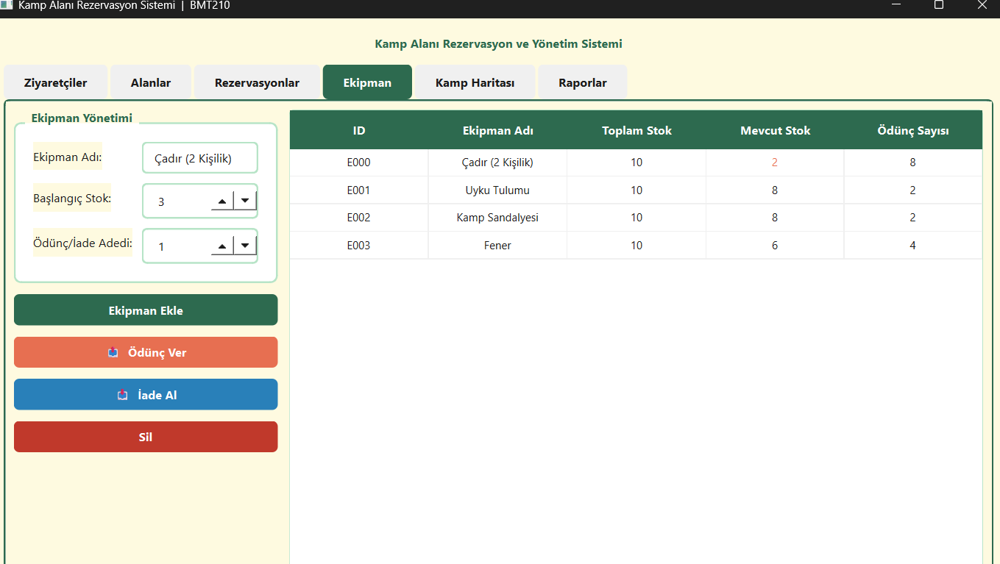 Kamp Alanı Rezervasyon Sistemi | BMT210
Kamp Alanı Rezervasyon ve Yönetim Sistemi
Ziyaretçiler Alanlar Rezervasyonlar Ekipman Kamp Haritası Raporlar
Ekipman Yönetimi
Ekipman Adı: Çadır (2 Kişilik)
Başlangıç Stok: 3
Ödünç/İade Adedi: 1
Ekipman Ekle
Ödünç Ver
İade Al
Sil
ID Ekipman Adı Toplam Stok Mevcut Stok Ödünç Sayısı
E000 Çadır (2 Kişilik) 10 2 8
E001 Uyku Tulumu 10 8 2
E002 Kamp Sandalyesi 10 8 2
E003 Fener 10 6 4